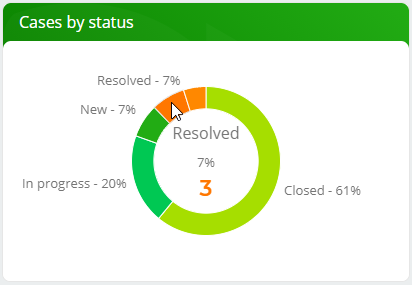 Cases by status
Resolved - 7%
New - 7%
Resolved
7%
3
In progress - 20%
Closed - 61%